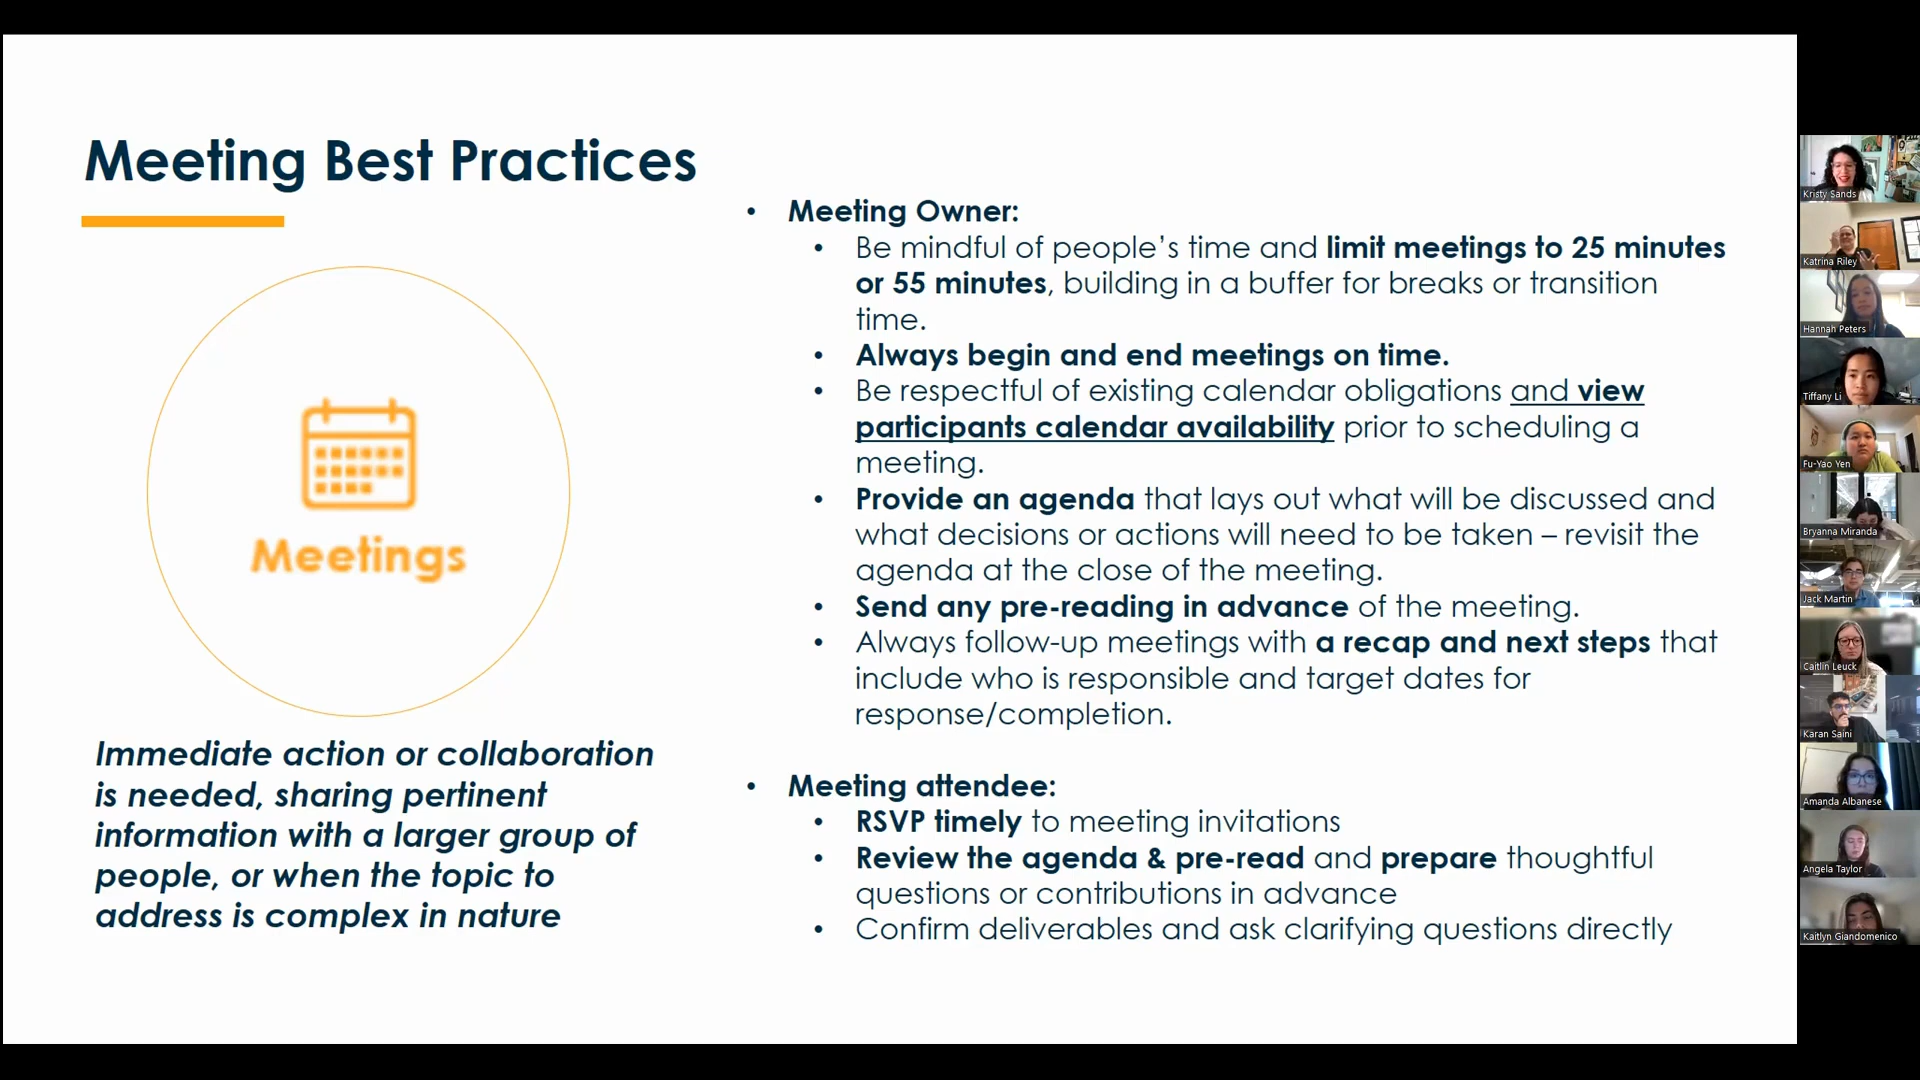 Meeting Best Practices
Meetings
Immediate action or collaboration
is needed, sharing pertinent
information with a larger group of
people, or when the topic to
address is complex in nature
• Meeting Owner:
• Be mindful of people’s time and limit meetings to 25 minutes
or 55 minutes, building in a buffer for breaks or transition
time.
• Always begin and end meetings on time.
• Be respectful of existing calendar obligations and view
participants calendar availability prior to scheduling a
meeting.
• Provide an agenda that lays out what will be discussed and
what decisions or actions will need to be taken – revisit the
agenda at the close of the meeting.
• Send any pre-reading in advance of the meeting.
• Always follow-up meetings with a recap and next steps that
include who is responsible and target dates for
response/completion.
• Meeting attendee:
• RSVP timely to meeting invitations
• Review the agenda & pre-read and prepare thoughtful
questions or contributions in advance
• Confirm deliverables and ask clarifying questions directly
Kristy Sands
Katrina Riley
Hannah Peters
Tiffany Li
Fu-Yao Yen
Bryanna Miranda
Jack Martin
Caitlin Leuck
Karan Saini
Amanda Albanese
Angela Taylor
Kaitlyn Giandomenico